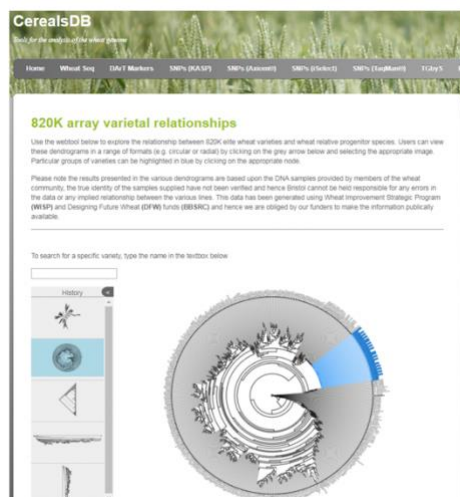 CerealsDB
Tools for the analysis of the wheat genome
Home Wheat Seq DArT Markers SNPs (KASP) SNPs (Axiom®) SNPs (iSelect) SNPs (TaqMan®) TGbyS
820K array varietal relationships
Use the webtool below to explore the relationship between 820K elite wheat varieties and wheat relative progenitor species. Users can view
these dendrograms in a range of formats (e.g. circular or radial) by clicking on the grey arrow below and selecting the appropriate image.
Particular groups of varieties can be highlighted in blue by clicking on the appropriate node.
Please note the results presented in the various dendrograms are based upon the DNA samples provided by members of the wheat
community, the true identity of the samples supplied have not been verified and hence Bristol cannot be held responsible for any errors in
the data or any implied relationship between the various lines. This data has been generated using Wheat Improvement Strategic Program
(WISP) and Designing Future Wheat (DFW) funds (BBSRC) and hence we are obliged by our funders to make the information publically
available.
To search for a specific variety, type the name in the textbox below
History